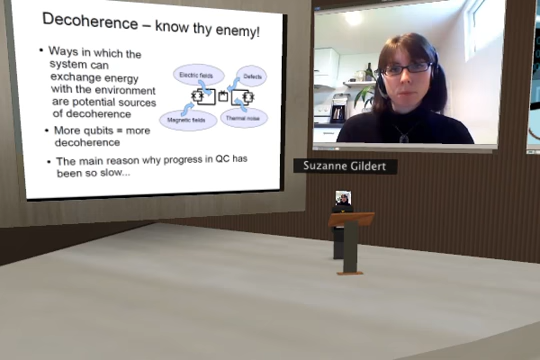 Decoherence – know thy enemy!
• Ways in which the
system can
exchange energy
with the environment
are potential sources
of decoherence
Electric fields
Defects
Magnetic fields
Thermal noise
• More qubits = more
decoherence
• The main reason why progress in QC has
been so slow...
Suzanne Gildert